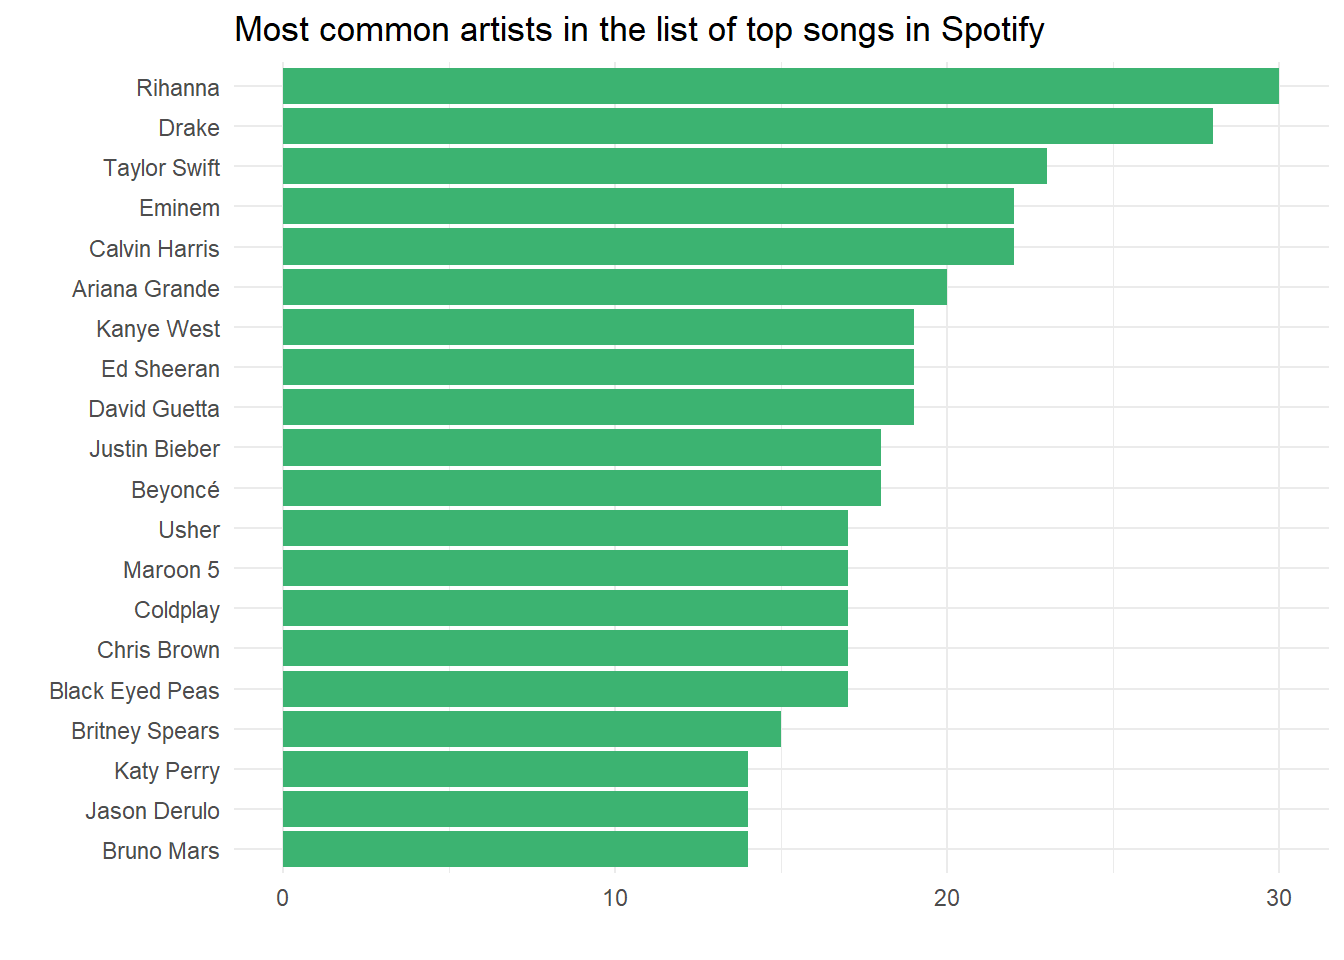 Most common artists in the list of top songs in Spotify
Rihanna
Drake
Taylor Swift
Eminem
Calvin Harris
Ariana Grande
Kanye West
Ed Sheeran
David Guetta
Justin Bieber
Beyoncé
Usher
Maroon 5
Coldplay
Chris Brown
Black Eyed Peas
Britney Spears
Katy Perry
Jason Derulo
Bruno Mars
0 10 20 30